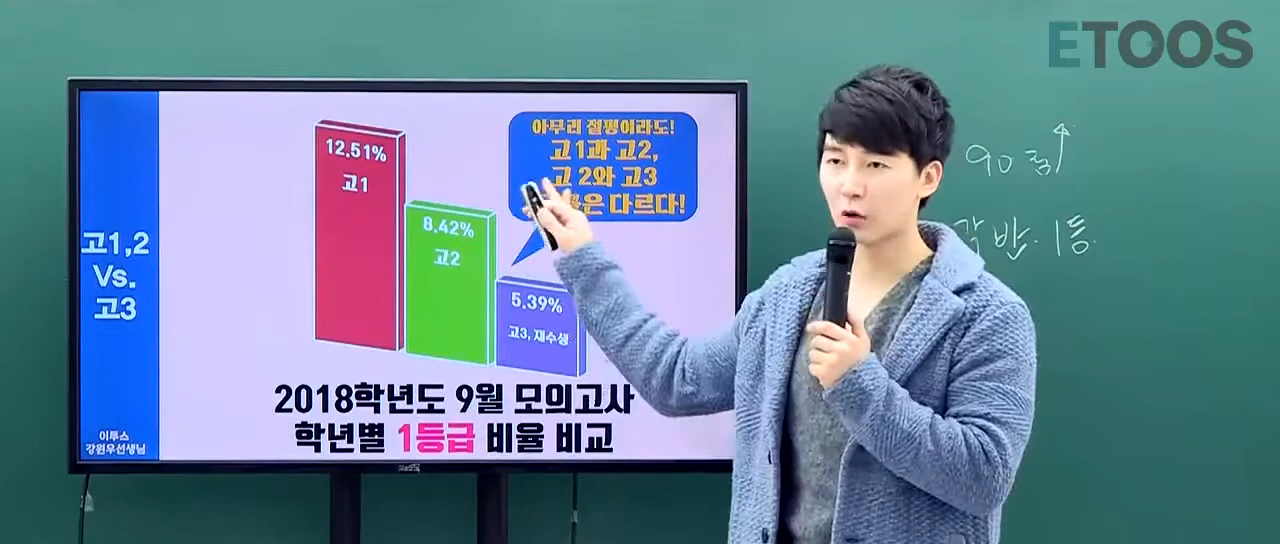 ETOOS
고1,2
Vs.
고3
이투스
강원우선생님
12.51%
고1
8.42%
고2
5.39%
고3, 재수생
아무리 절평이라도!
고1과 고2,
고 2와 고3
은 다르다!
2018학년도 9월 모의고사
학년별 1등급 비율 비교
90점↑
각 반. 1등.